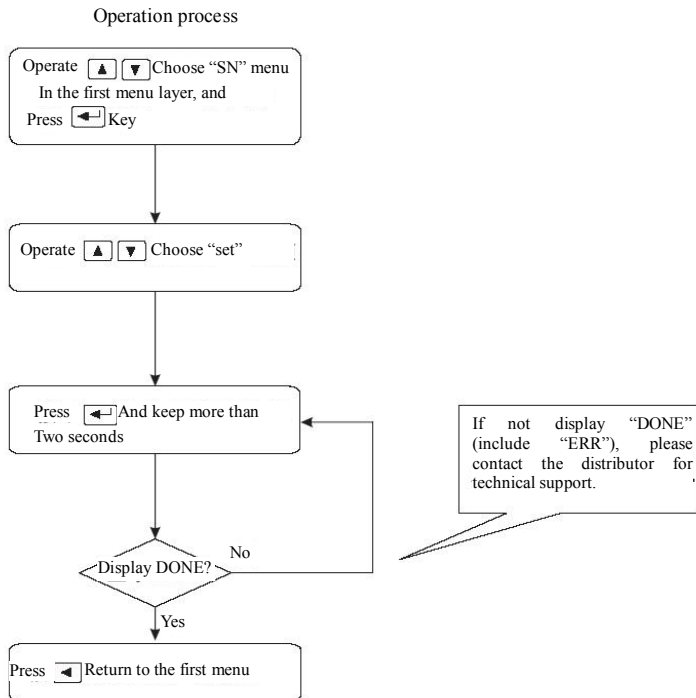 Operation process
Operate ▲ ▼ Choose “SN” menu
In the first menu layer, and
Press ↵ Key
Operate ▲ ▼ Choose “set”
Press ↵ And keep more than
Two seconds
If not display “DONE”
(include “ERR”), please
contact the distributor for
technical support.
Display DONE?
No
Yes
Press ◄ Return to the first menu